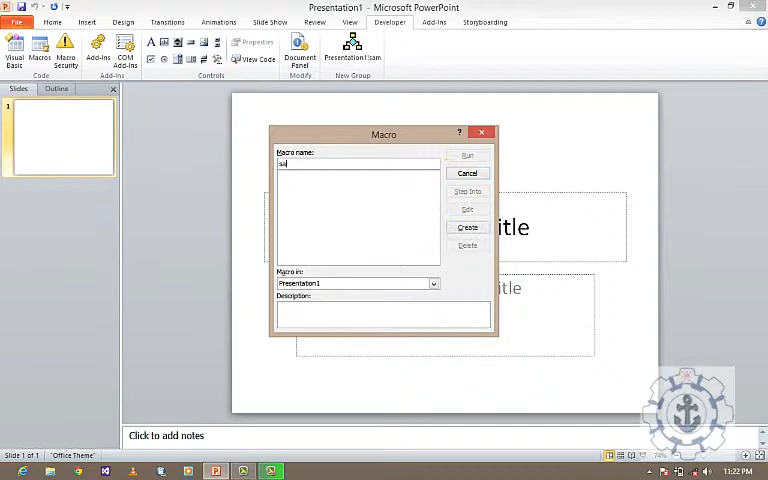 Presentation1 - Microsoft PowerPoint
File Home Insert Design Transitions Animations Slide Show Review View Developer Add-Ins Storyboarding
Visual Basic
Macros
Macro Security
Add-Ins
COM Add-Ins
Properties
View Code
Document Panel
Presentation1!sam
Code Add-Ins Controls Modify New Group
Slides Outline
1
Macro
Macro name:
sa
Run
Cancel
Step Into
Edit
Create
Delete
Macro in:
Presentation1
Description:
itle
title
Click to add notes
Slide 1 of 1 "Office Theme" 74%
11:22 PM